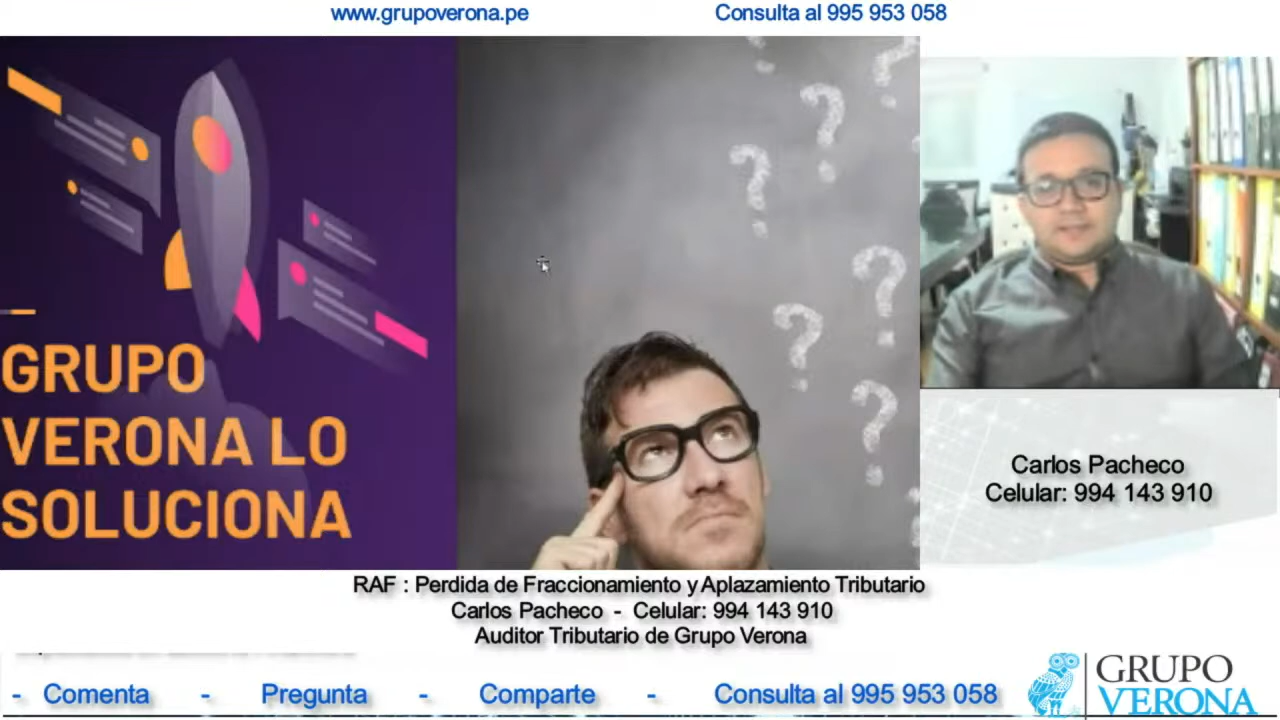 www.grupoverona.pe
Consulta al 995 953 058
GRUPO
VERONA LO
SOLUCIONA
? ? ? ? ? ?
Carlos Pacheco
Celular: 994 143 910
RAF : Perdida de Fraccionamiento y Aplazamiento Tributario
Carlos Pacheco - Celular: 994 143 910
Auditor Tributario de Grupo Verona
- Comenta - Pregunta - Comparte - Consulta al 995 953 058
GRUPO
VERONA